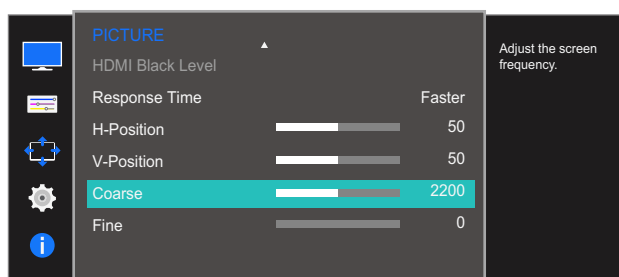 PICTURE
HDMI Black Level
Response Time Faster
H-Position 50
V-Position 50
Coarse 2200
Fine 0
Adjust the screen
frequency.